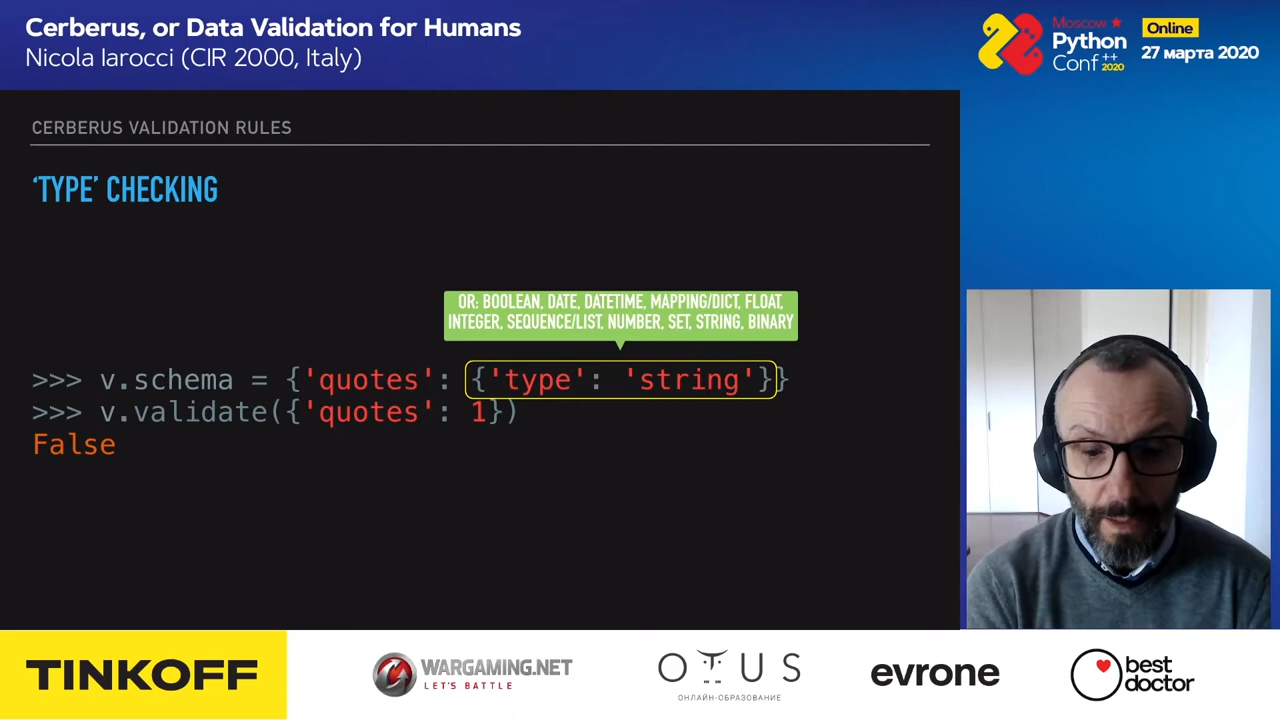 Cerberus, or Data Validation for Humans
Nicola Iarocci (CIR 2000, Italy)
Moscow
Python
Conf ++
2020
Online
27 марта 2020
CERBERUS VALIDATION RULES
‘TYPE’ CHECKING
OR: BOOLEAN, DATE, DATETIME, MAPPING/DICT, FLOAT,
INTEGER, SEQUENCE/LIST, NUMBER, SET, STRING, BINARY
>>> v.schema = {'quotes': {'type': 'string'}}
>>> v.validate({'quotes': 1})
False
TINKOFF
WARGAMING.NET
LET'S BATTLE
OTUS
ОНЛАЙН-ОБРАЗОВАНИЕ
evrone
best
doctor